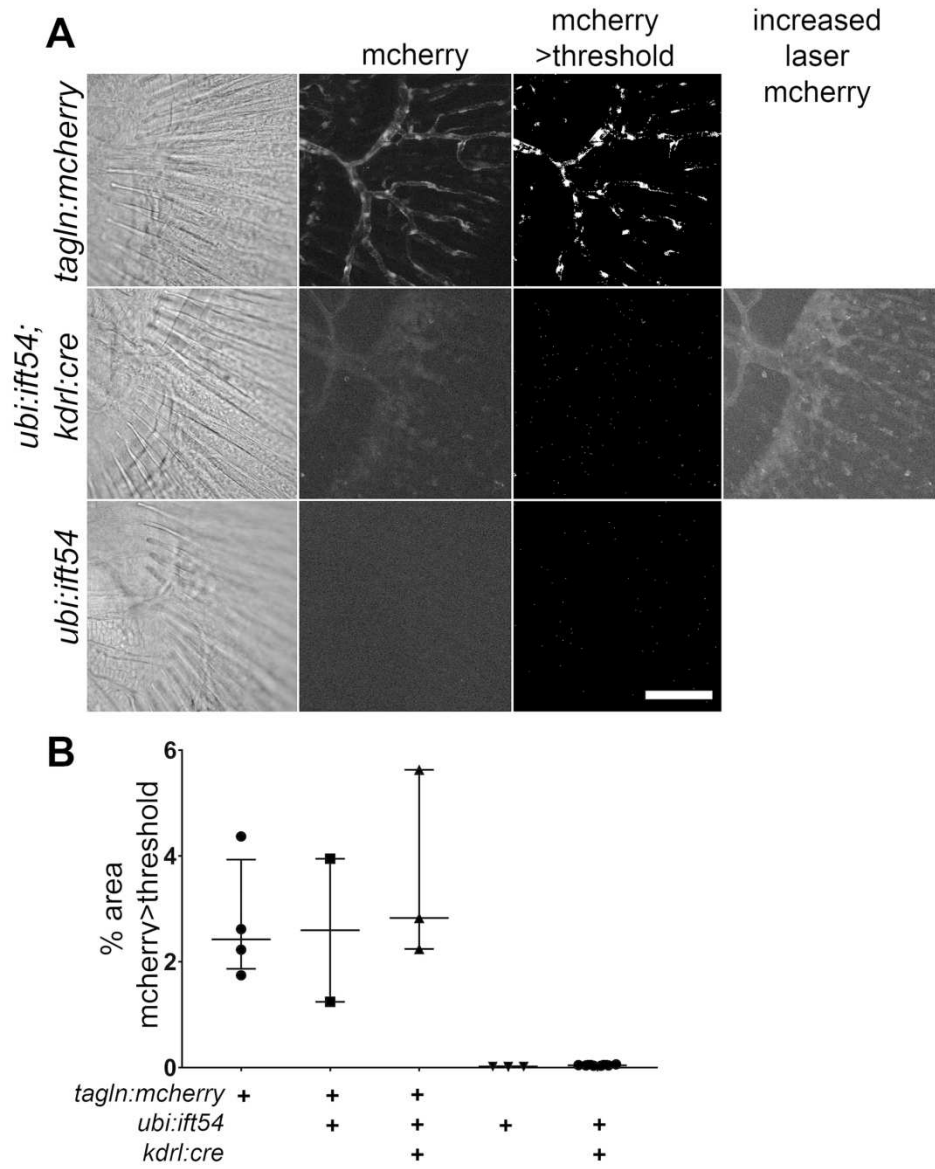 A
mcherry
mcherry
>threshold
increased
laser
mcherry
tagln:mcherry
ubi:ift54;
kdrl:cre
ubi:ift54
B
% area
mcherry>threshold
6
4
2
0
tagln:mcherry + + +
ubi:ift54 + + + +
kdrl:cre + +